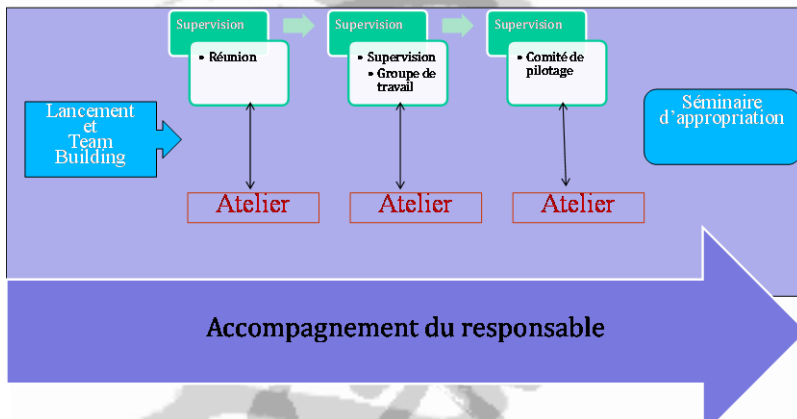 Supervision
• Réunion
Supervision
• Supervision
• Groupe de
travail
Supervision
• Comité de
pilotage
Lancement
et
Team
Building
Séminaire
d’appropriation
Atelier
Atelier
Atelier
Accompagnement du responsable